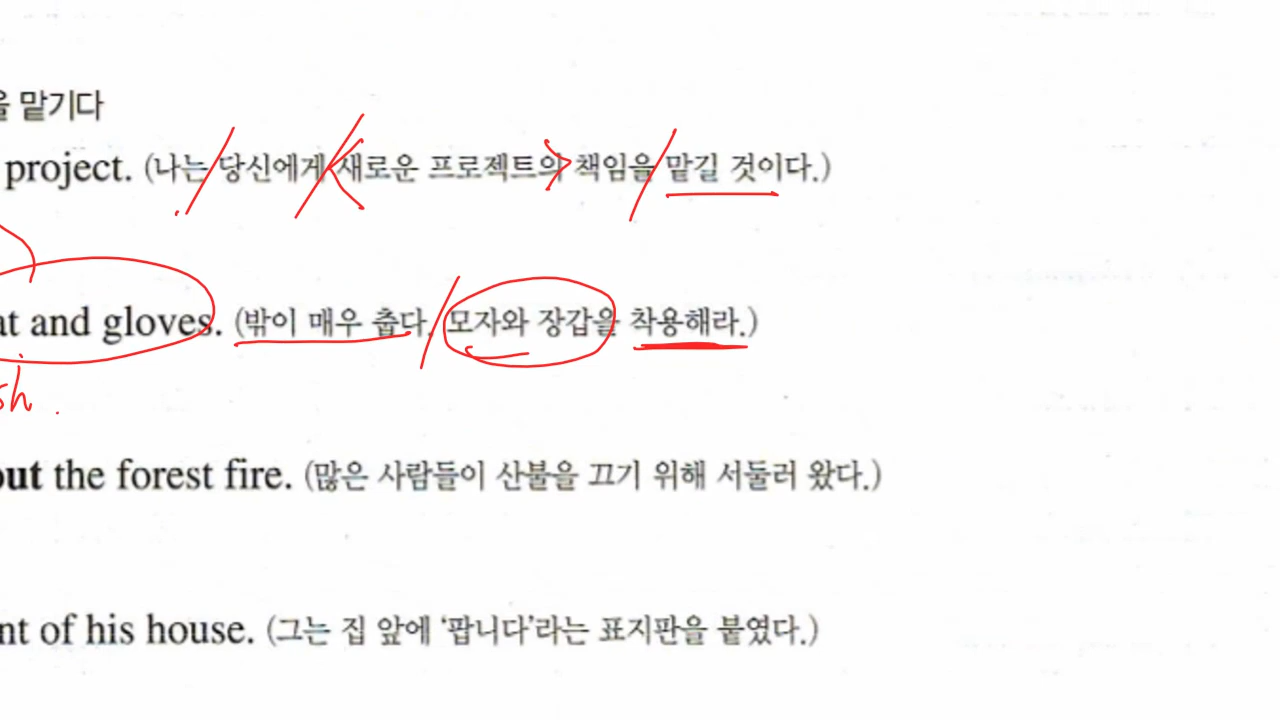 을 맡기다
project. (나는 당신에게 새로운 프로젝트의 책임을 맡길 것이다.)
and gloves. (밖이 매우 춥다. 모자와 장갑을 착용해라.)
sh.
out the forest fire. (많은 사람들이 산불을 끄기 위해 서둘러 왔다.)
nt of his house. (그는 집 앞에 '팝니다'라는 표지판을 붙였다.)